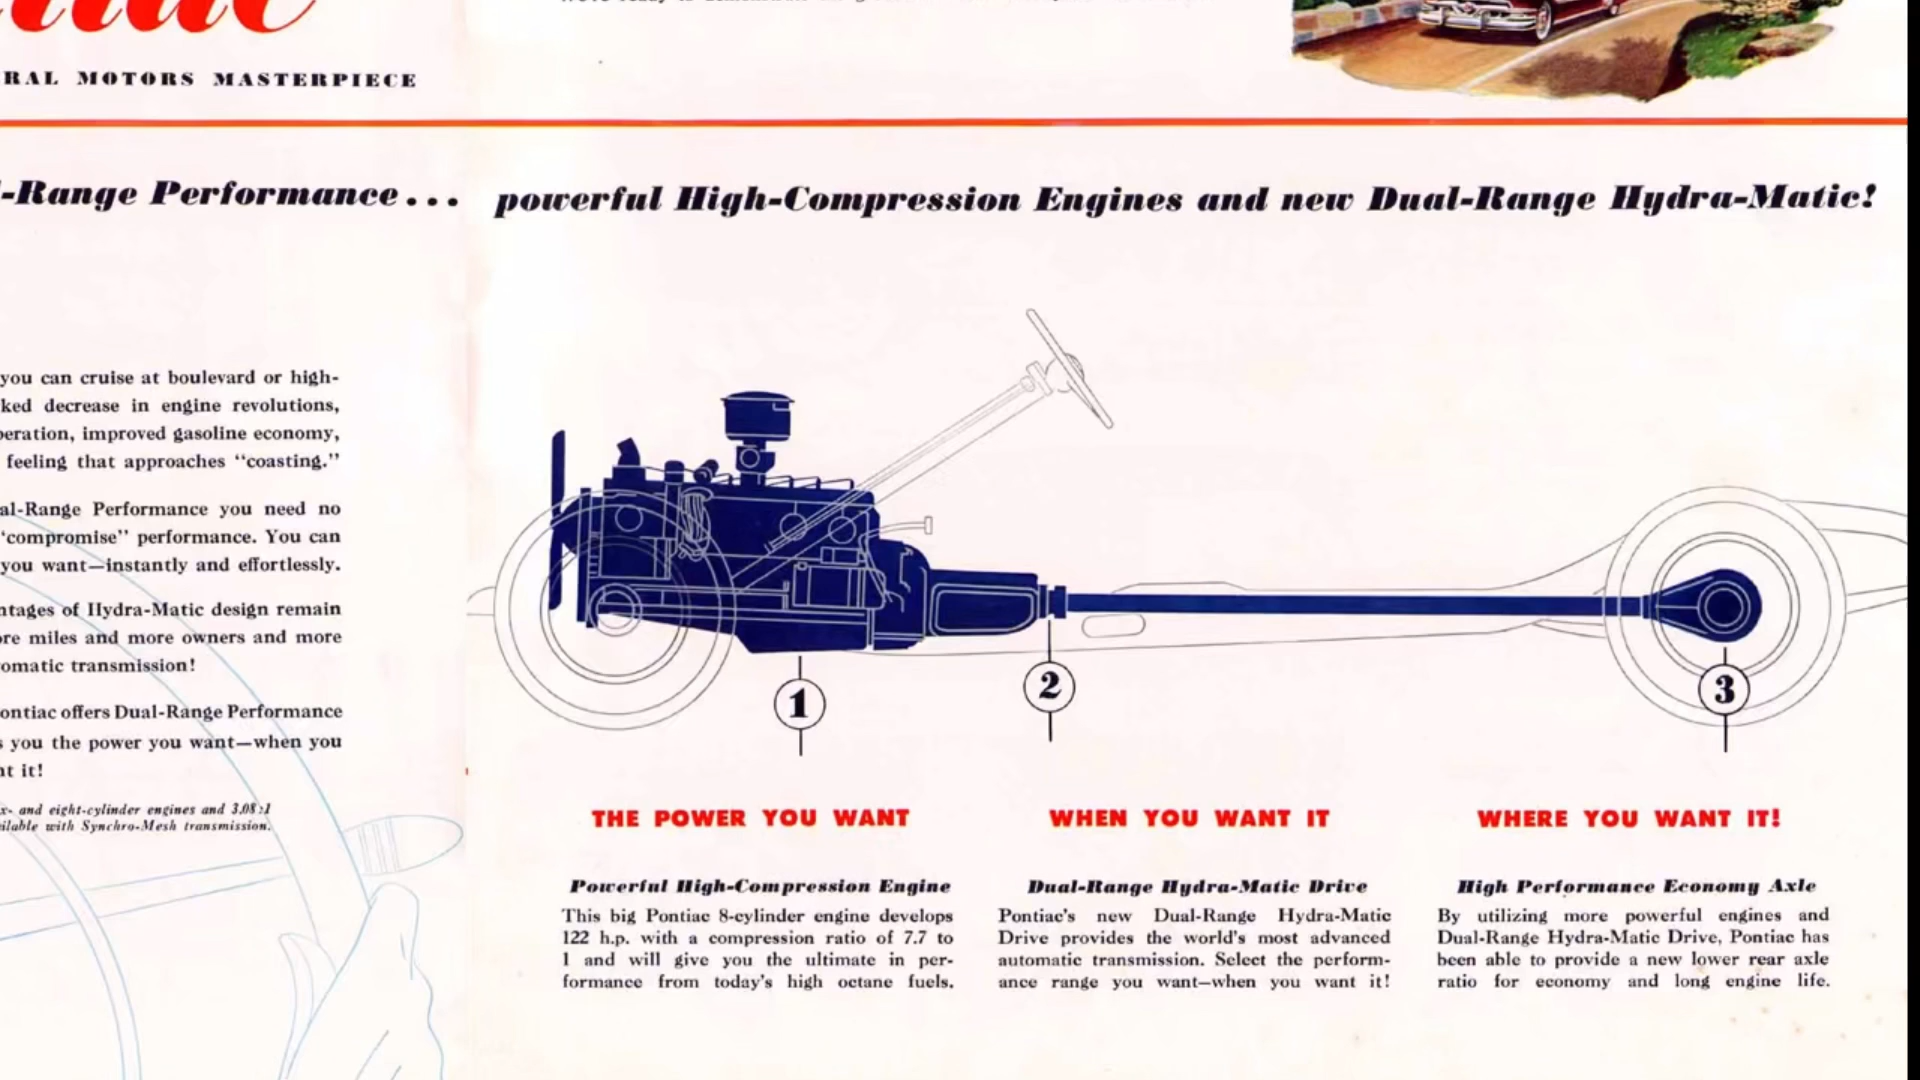 RAL MOTORS MASTERPIECE
-Range Performance...
powerful High-Compression Engines and new Dual-Range Hydra-Matic!
you can cruise at boulevard or high-
ked decrease in engine revolutions,
peration, improved gasoline economy,
feeling that approaches “coasting.”
al-Range Performance you need no
“compromise” performance. You can
you want—instantly and effortlessly.
ntages of Hydra-Matic design remain
ore miles and more owners and more
omatic transmission!
ontiac offers Dual-Range Performance
s you the power you want—when you
nt it!
x- and eight-cylinder engines and 3.08:1
ilable with Synchro-Mesh transmission.
1
2
3
THE POWER YOU WANT
Powerful High-Compression Engine
This big Pontiac 8-cylinder engine develops
122 h.p. with a compression ratio of 7.7 to
1 and will give you the ultimate in per-
formance from today's high octane fuels.
WHEN YOU WANT IT
Dual-Range Hydra-Matic Drive
Pontiac's new Dual-Range Hydra-Matic
Drive provides the world's most advanced
automatic transmission. Select the perform-
ance range you want—when you want it!
WHERE YOU WANT IT!
High Performance Economy Axle
By utilizing more powerful engines and
Dual-Range Hydra-Matic Drive, Pontiac has
been able to provide a new lower rear axle
ratio for economy and long engine life.